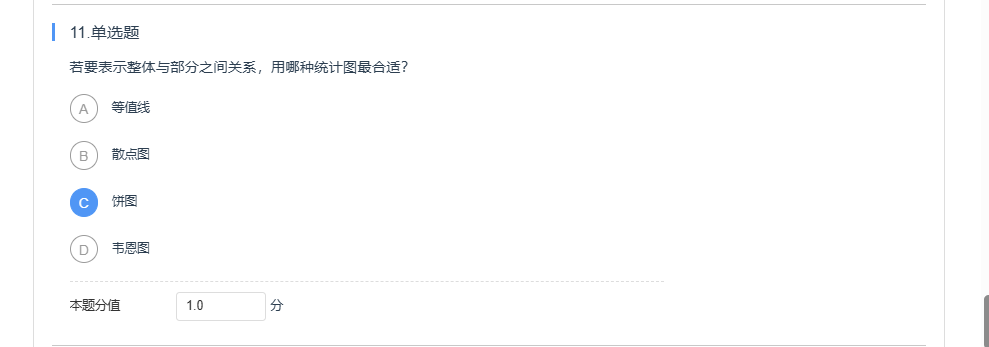 11.单选题
若要表示整体与部分之间关系，用哪种统计图最合适？
A 等值线
B 散点图
C 饼图
D 韦恩图
本题分值 1.0 分